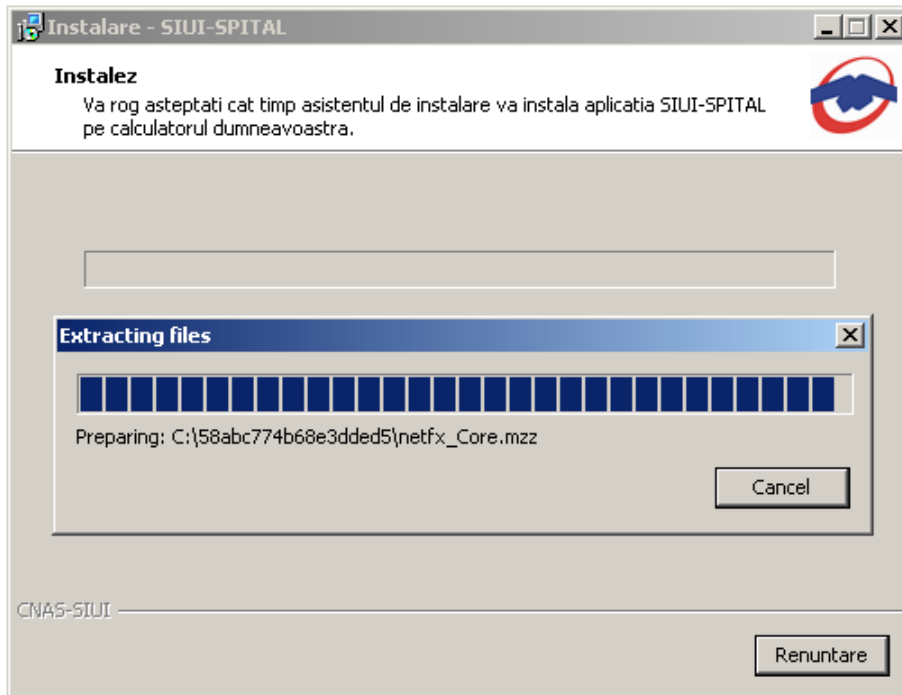 Instalare - SIUI-SPITAL
Instalez
Va rog asteptati cat timp asistentul de instalare va instala aplicatia SIUI-SPITAL
pe calculatorul dumneavoastra.
Extracting files
Preparing: C:\58abc774b68e3dded5\netfx_Core.mzz
Cancel
CNAS-SIUI
Renuntare